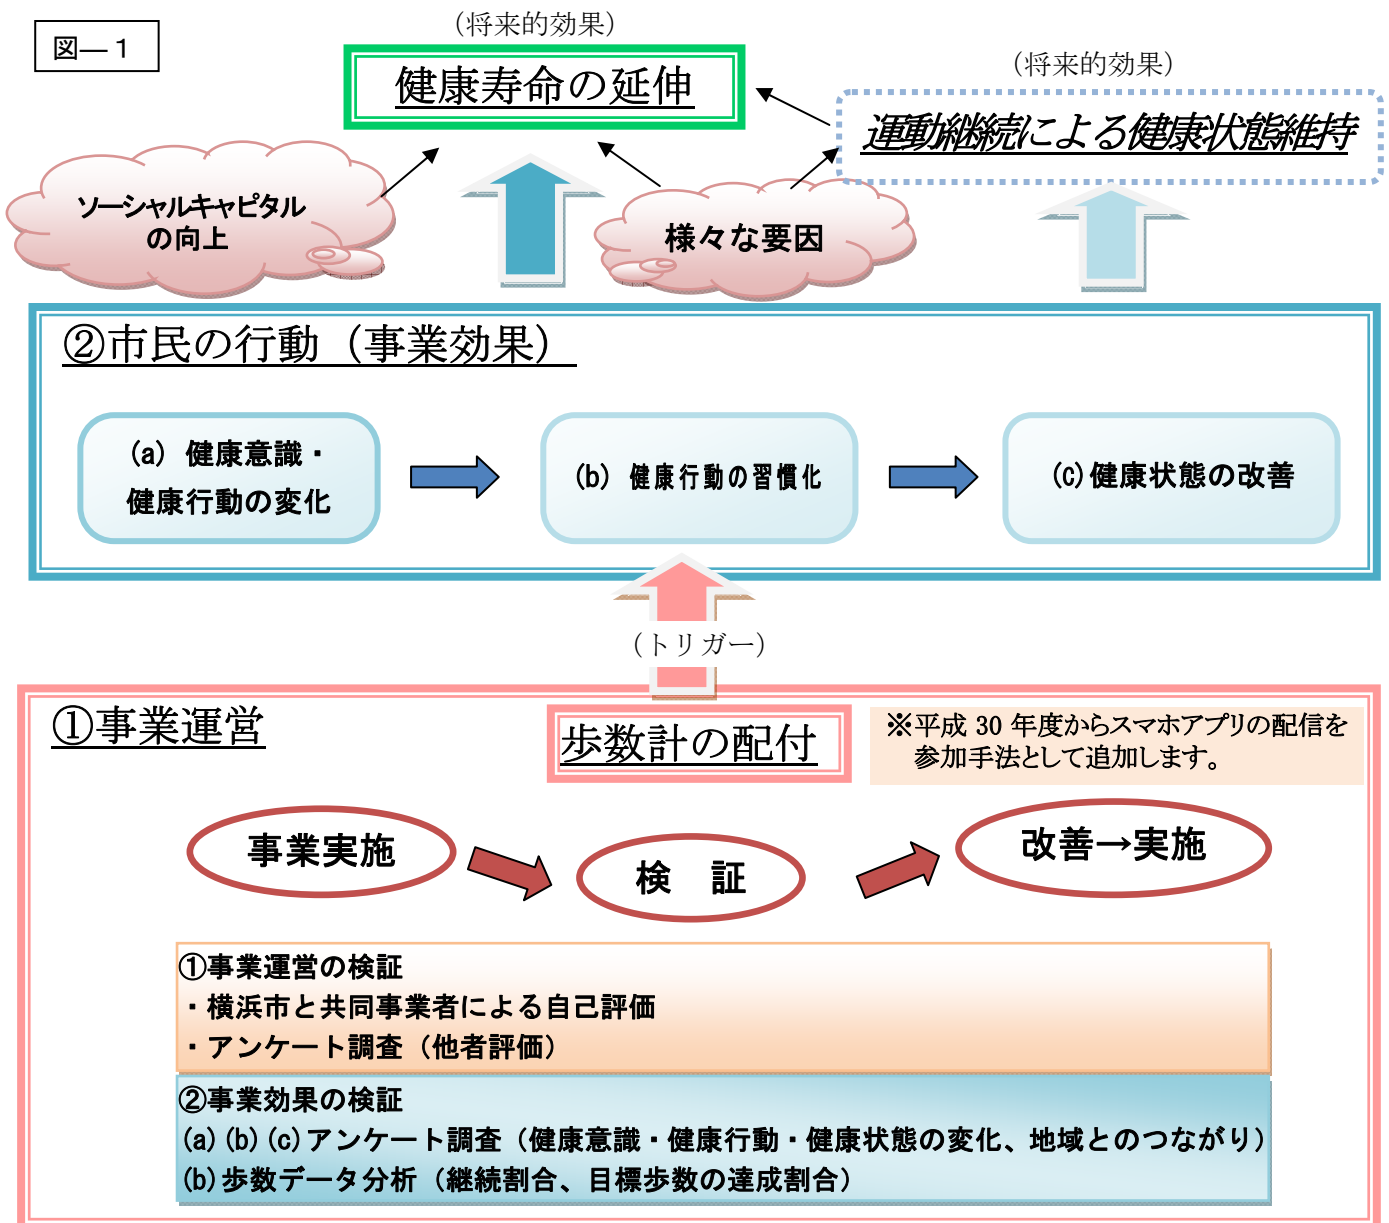 図―１
（将来的効果）
健康寿命の延伸
（将来的効果）
運動継続による健康状態維持
ソーシャルキャピタル
の向上
様々な要因
②市民の行動（事業効果）
(a) 健康意識・
健康行動の変化
(b) 健康行動の習慣化
(c)健康状態の改善
（トリガー）
①事業運営
歩数計の配付
※平成 30 年度からスマホアプリの配信を
参加手法として追加します。
事業実施
検　証
改善→実施
①事業運営の検証
・横浜市と共同事業者による自己評価
・アンケート調査（他者評価）
②事業効果の検証
(a)(b)(c)アンケート調査（健康意識・健康行動・健康状態の変化、地域とのつながり）
(b)歩数データ分析（継続割合、目標歩数の達成割合）